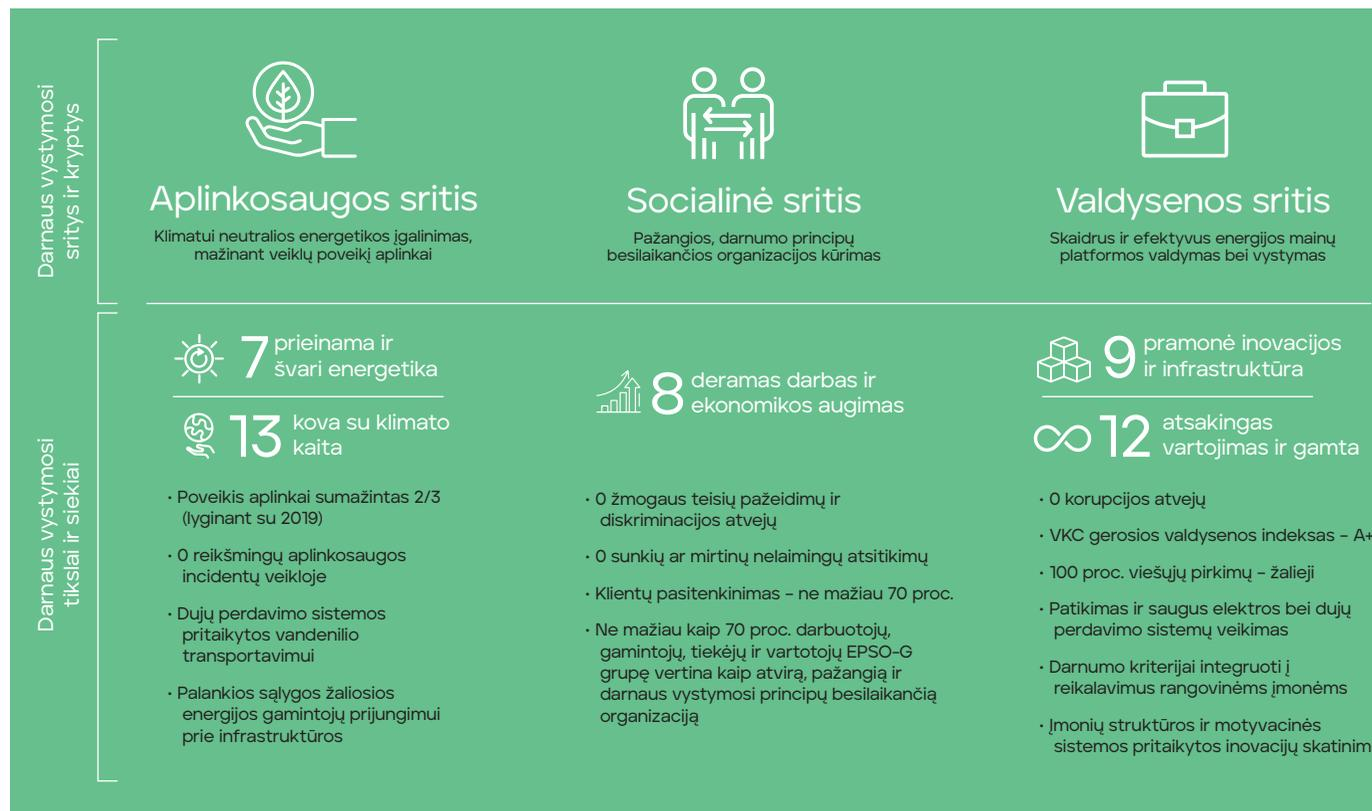 Darnaus vystymosi
sritys ir kryptys
Aplinkosaugos sritis
Klimatui neutralios energetikos įgalinimas,
mažinant veiklų poveikį aplinkai
Socialinė sritis
Pažangios, darnumo principų
besilaikančios organizacijos kūrimas
Valdysenos sritis
Skaidrus ir efektyvus energijos mainų
platformos valdymas bei vystymas
Darnaus vystymosi
tikslai ir siekiai
7 prieinama ir
švari energetika
13 kova su klimato
kaita
· Poveikis aplinkai sumažintas 2/3
(lyginant su 2019)
· 0 reikšmingų aplinkosaugos
incidentų veikloje
· Dujų perdavimo sistemos
pritaikytos vandenilio
transportavimui
· Palankios sąlygos žaliosios
energijos gamintojų prijungimui
prie infrastruktūros
8 deramas darbas ir
ekonomikos augimas
· 0 žmogaus teisių pažeidimų ir
diskriminacijos atvejų
· 0 sunkių ar mirtinų nelaimingų atsitikimų
· Klientų pasitenkinimas – ne mažiau 70 proc.
· Ne mažiau kaip 70 proc. darbuotojų,
gamintojų, tiekėjų ir vartotojų EPSO-G
grupę vertina kaip atvirą, pažangią ir
darnaus vystymosi principų besilaikančią
organizaciją
9 pramonė inovacijos
ir infrastruktūra
12 atsakingas
vartojimas ir gamta
· 0 korupcijos atvejų
· VKC gerosios valdysenos indeksas – A+
· 100 proc. viešųjų pirkimų – žalieji
· Patikimas ir saugus elektros bei dujų
perdavimo sistemų veikimas
· Darnumo kriterijai integruoti į
reikalavimus rangovinėms įmonėms
· Įmonių struktūros ir motyvacinės
sistemos pritaikytos inovacijų skatinim